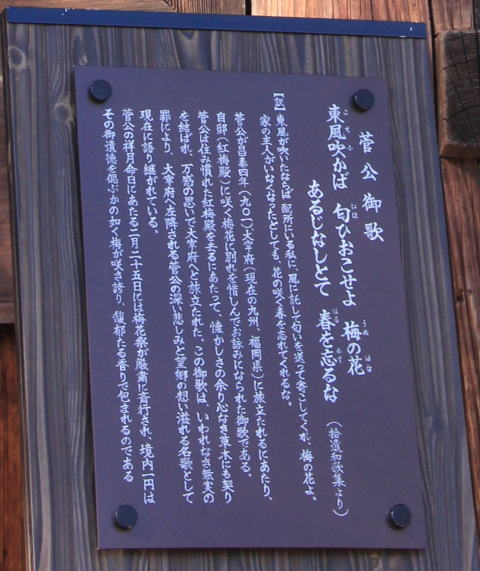 菅公御歌
東風吹かば 匂ひおこせよ 梅の花
あるじなしとて 春を忘るな
(拾遺和歌集より)
【訳】東風が吹いたならば 配所にいる私に、風に託して匂いを送って寄こしてくれ、梅の花よ。
家の主人がいなくなったとしても、花の咲く春を忘れてくれるな。
菅公が昌泰四年(九〇一)大宰府(現在の九州、福岡県)に旅立たれるにあたり、
自邸(紅梅殿)に咲く梅花に別れを惜しんでお詠みになられた御歌である。
菅公は住み慣れた紅梅殿を去るにあたって、懐かしさの余り心なき草木にも契り
を結ばれ、万感の思いで大宰府へと旅立たれた。この御歌は、いわれなき無実の
罪により、大宰府へ左降される菅公の深い悲しみと望郷の想い溢れる名歌として
現在に語り継がれている。
菅公の祥月命日にあたる二月二十五日には梅花祭が厳粛に斎行され、境内一円は
その御遺徳を偲ぶかの如く梅が咲き誇り、馥郁たる香りで包まれるのである